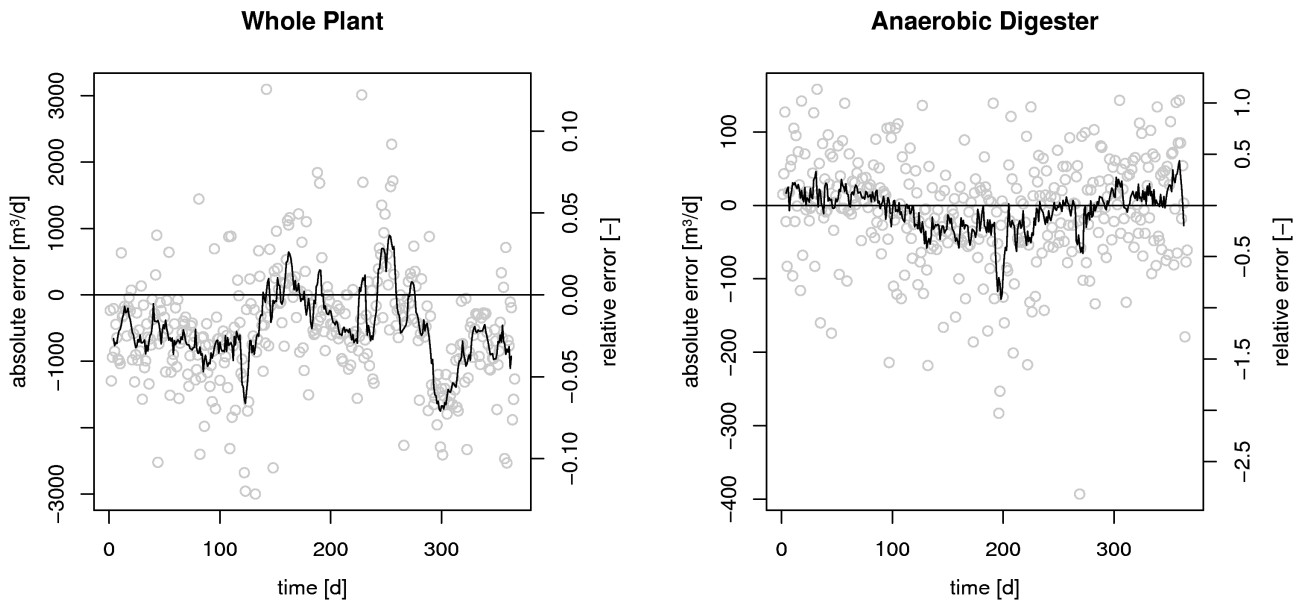 Whole Plant
3000
2000
1000
0
−1000
−3000
absolute error [m³/d]
0.10
0.05
0.00
−0.05
−0.10
relative error [−]
0 100 200 300
time [d]
Anaerobic Digester
100
0
−100
−200
−300
−400
absolute error [m³/d]
1.0
0.5
−0.5
−1.5
−2.5
relative error [−]
0 100 200 300
time [d]